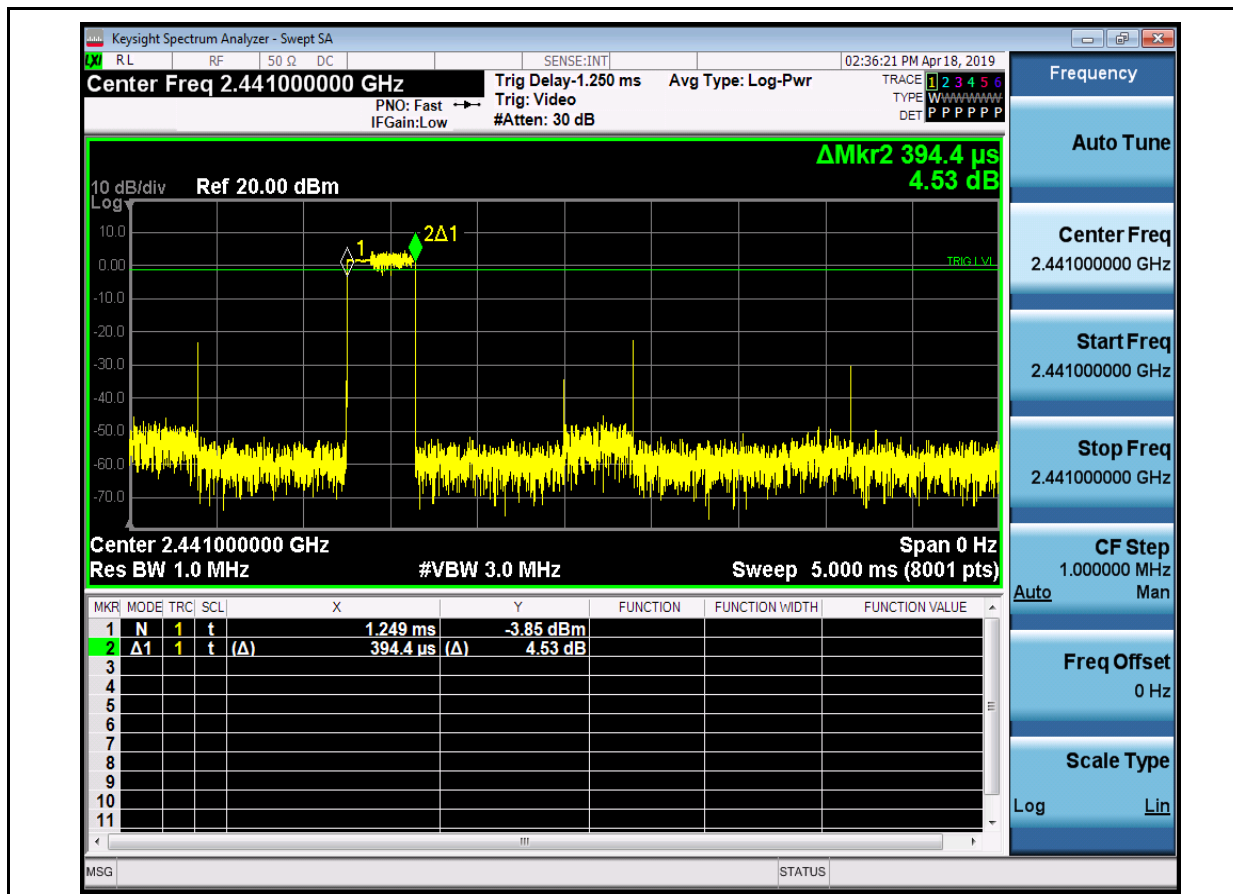 Keysight Spectrum Analyzer - Swept SA
LXI RL RF 50 Ω DC SENSE:INT 02:36:21 PM Apr 18, 2019
Center Freq 2.441000000 GHz
PNO: Fast
IFGain:Low
Trig Delay-1.250 ms
Trig: Video
#Atten: 30 dB
Avg Type: Log-Pwr
TRACE 1 2 3 4 5 6
TYPE WWWWWW
DET P P P P P P
ΔMkr2 394.4 µs
4.53 dB
10 dB/div Ref 20.00 dBm
Log
10.0
0.00
-10.0
-20.0
-30.0
-40.0
-50.0
-60.0
-70.0
1
2Δ1
TRIG LVL
Center 2.441000000 GHz Span 0 Hz
Res BW 1.0 MHz #VBW 3.0 MHz Sweep 5.000 ms (8001 pts)
MKR MODE TRC SCL X Y FUNCTION FUNCTION WIDTH FUNCTION VALUE
1 N 1 t 1.249 ms -3.85 dBm
2 Δ1 1 t (Δ) 394.4 µs (Δ) 4.53 dB
3
4
5
6
7
8
9
10
11
MSG STATUS
Frequency
Auto Tune
Center Freq
2.441000000 GHz
Start Freq
2.441000000 GHz
Stop Freq
2.441000000 GHz
CF Step
1.000000 MHz
Auto Man
Freq Offset
0 Hz
Scale Type
Log Lin